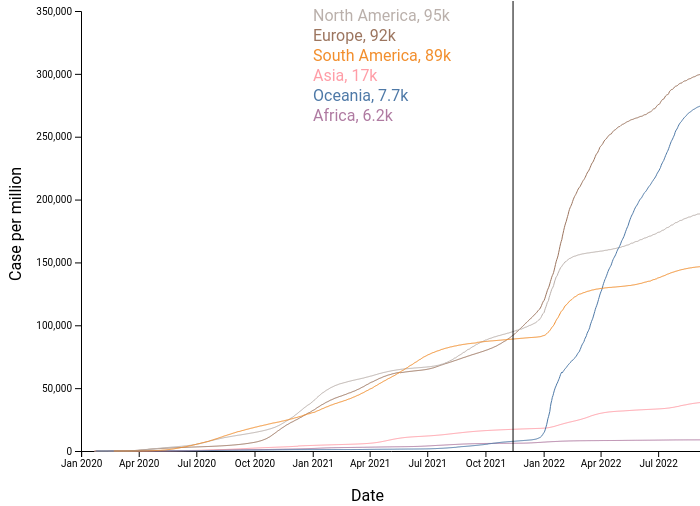 North America, 95k
Europe, 92k
South America, 89k
Asia, 17k
Oceania, 7.7k
Africa, 6.2k
350,000
300,000
250,000
200,000
150,000
100,000
50,000
0
Case per million
Jan 2020 Apr 2020 Jul 2020 Oct 2020 Jan 2021 Apr 2021 Jul 2021 Oct 2021 Jan 2022 Apr 2022 Jul 2022
Date